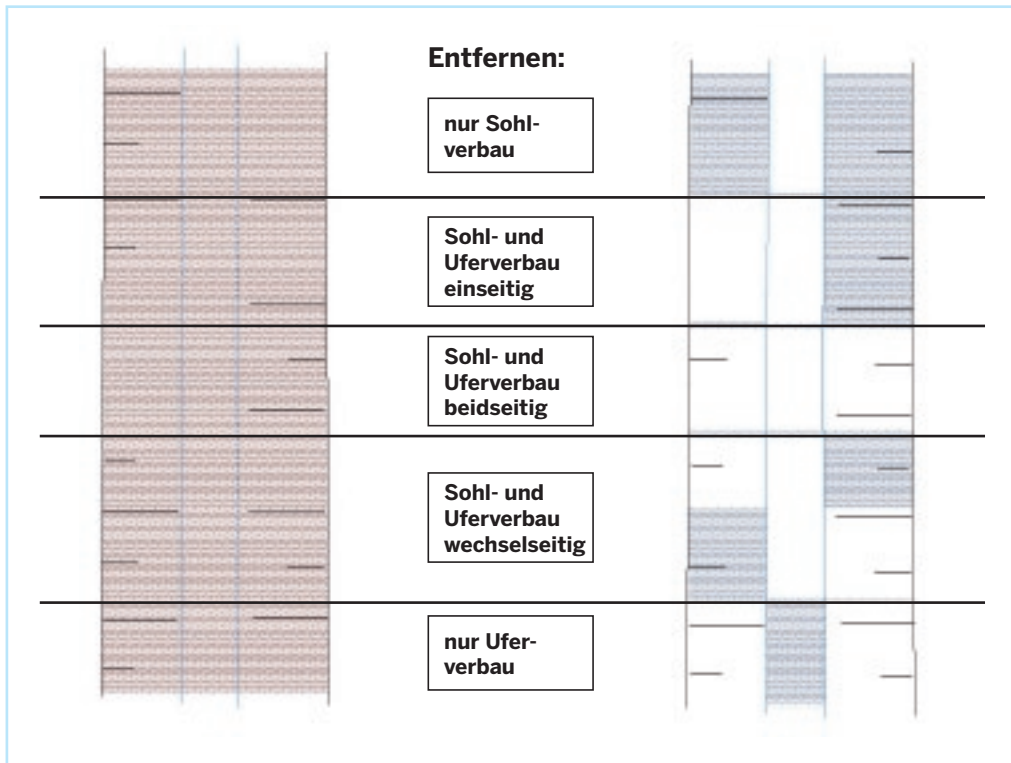 Entfernen:
nur Sohl-
verbau
Sohl- und
Uferverbau
einseitig
Sohl- und
Uferverbau
beidseitig
Sohl- und
Uferverbau
wechselseitig
nur Ufer-
verbau